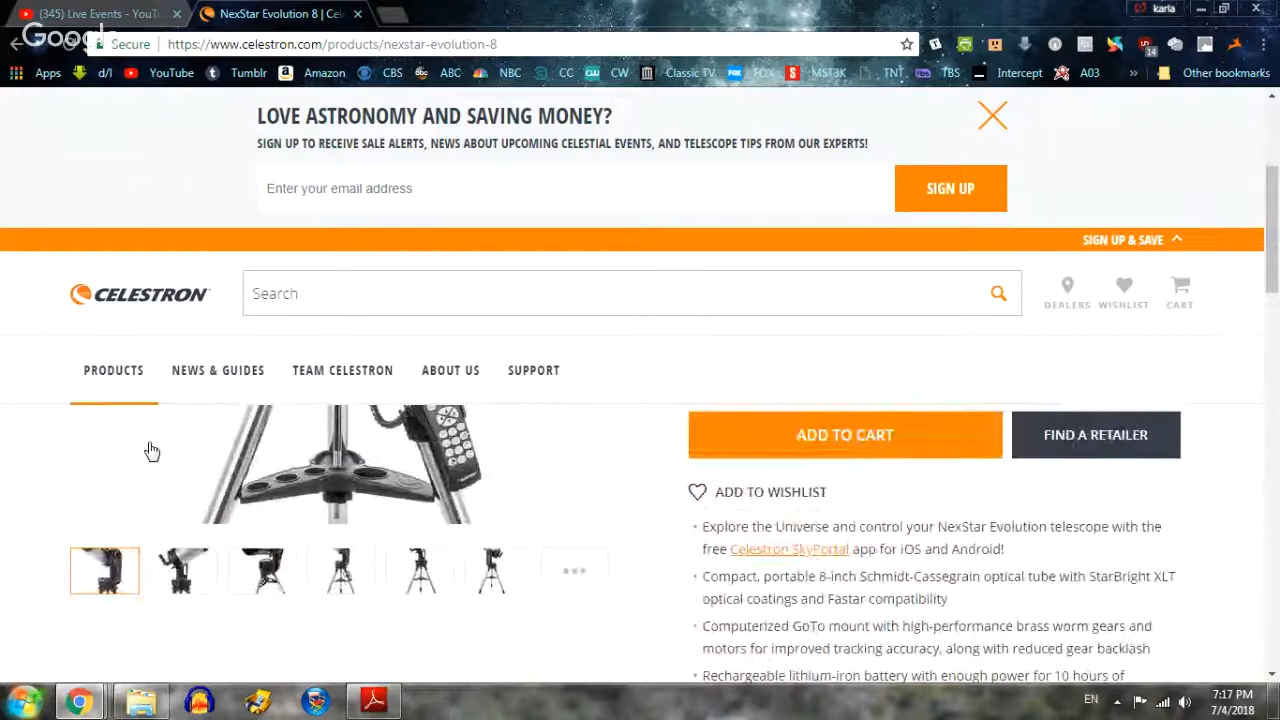 (345) Live Events - YouTu
NexStar Evolution 8 | Cel
karla
Google
Secure
https://www.celestron.com/products/nexstar-evolution-8
14
Apps
d/l
YouTube
Tumblr
Amazon
CBS
ABC
NBC
CC
CW
Classic TV
FOX
FOX
MST3K
TNT
TBS
Intercept
A03
»
Other bookmarks
LOVE ASTRONOMY AND SAVING MONEY?
SIGN UP TO RECEIVE SALE ALERTS, NEWS ABOUT UPCOMING CELESTIAL EVENTS, AND TELESCOPE TIPS FROM OUR EXPERTS!
Enter your email address
SIGN UP
SIGN UP & SAVE
CELESTRON
Search
DEALERS
WISHLIST
CART
PRODUCTS
NEWS & GUIDES
TEAM CELESTRON
ABOUT US
SUPPORT
ADD TO CART
FIND A RETAILER
ADD TO WISHLIST
Explore the Universe and control your NexStar Evolution telescope with the
free Celestron SkyPortal app for iOS and Android!
Compact, portable 8-inch Schmidt-Cassegrain optical tube with StarBright XLT
optical coatings and Fastar compatibility
Computerized GoTo mount with high-performance brass worm gears and
motors for improved tracking accuracy, along with reduced gear backlash
Rechargeable lithium-iron battery with enough power for 10 hours of
EN
7:17 PM
7/4/2018